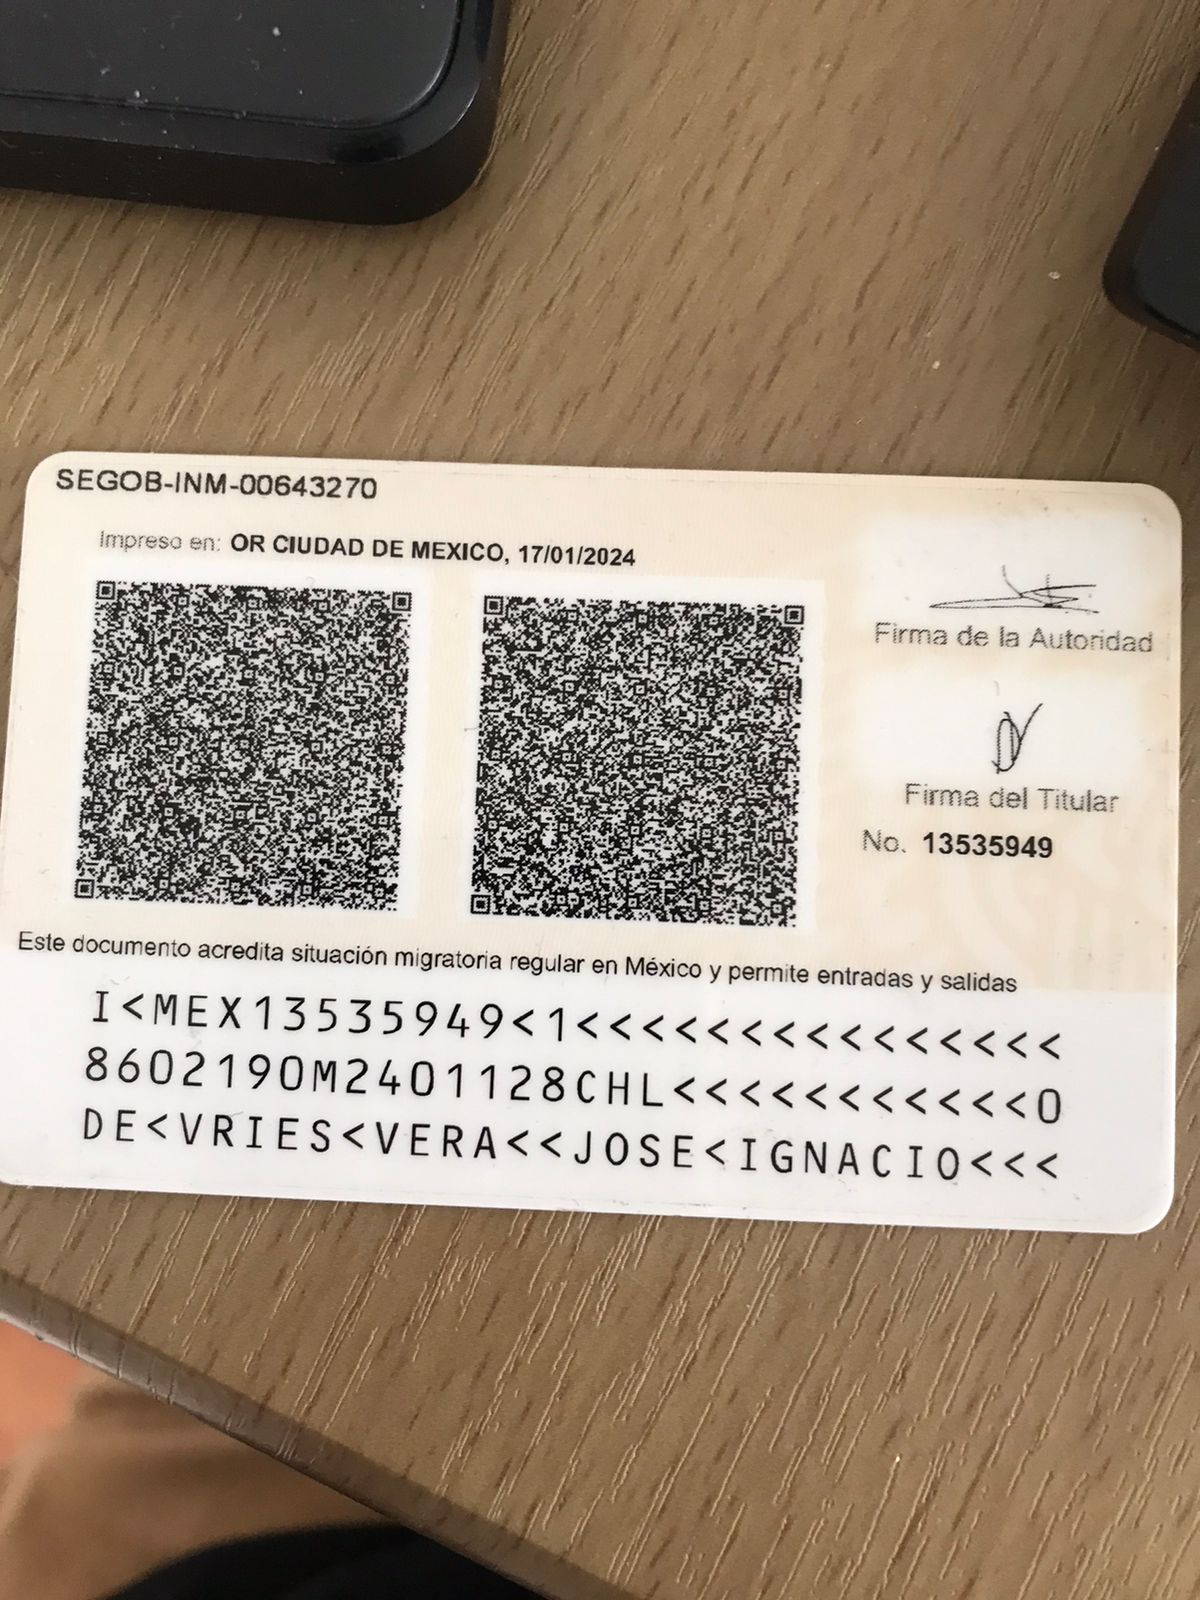 SEGOB-INM-00643270
Impreso en: OR CIUDAD DE MEXICO, 17/01/2024
Firma de la Autoridad
Firma del Titular
No. 13535949
Este documento acredita situación migratoria regular en México y permite entradas y salidas
I<MEX13535949<1<<<<<<<<<<<<<<<
8602190M2401128CHL<<<<<<<<<<<0
DE<VRIES<VERA<<JOSE<IGNACIO<<<